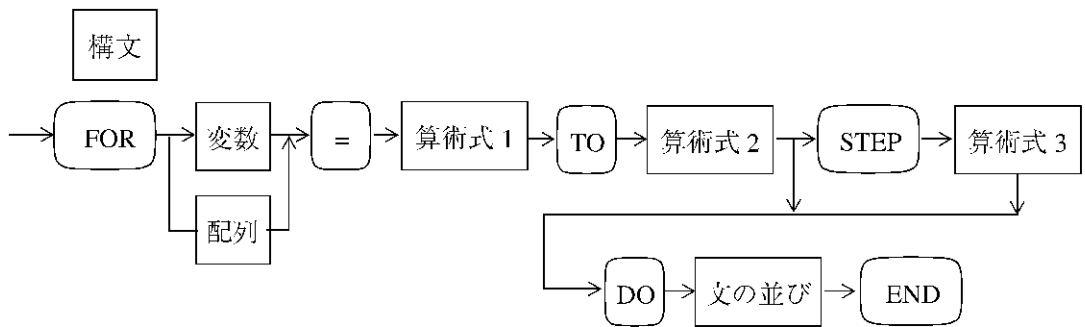 構文
FOR 変数 = 算術式 1 TO 算術式 2 STEP 算術式 3
配列
DO 文の並び END